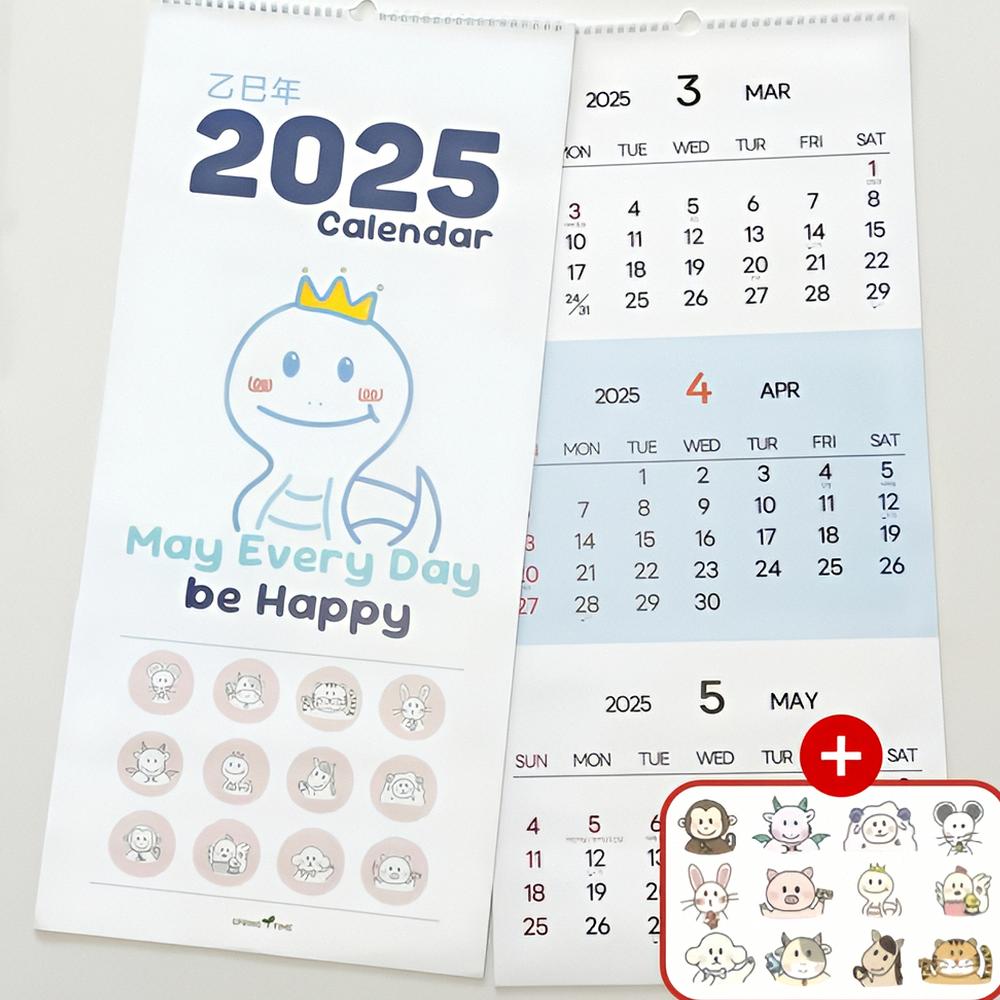 乙巳年
2025
Calendar
May Every Day
be Happy
2025 3 MAR
TUE WED TUR FRI SAT
1
3 4 5 6 7 8
10 11 12 13 14 15
17 18 19 20 21 22
24/31 25 26 27 28 29
2025 4 APR
MON TUE WED TUR FRI SAT
1 2 3 4 5
7 8 9 10 11 12
14 15 16 17 18 19
21 22 23 24 25 26
27 28 29 30
2025 5 MAY
SUN MON TUE WED TUR SAT
4 5 6
11 12
18 19
25 26
+